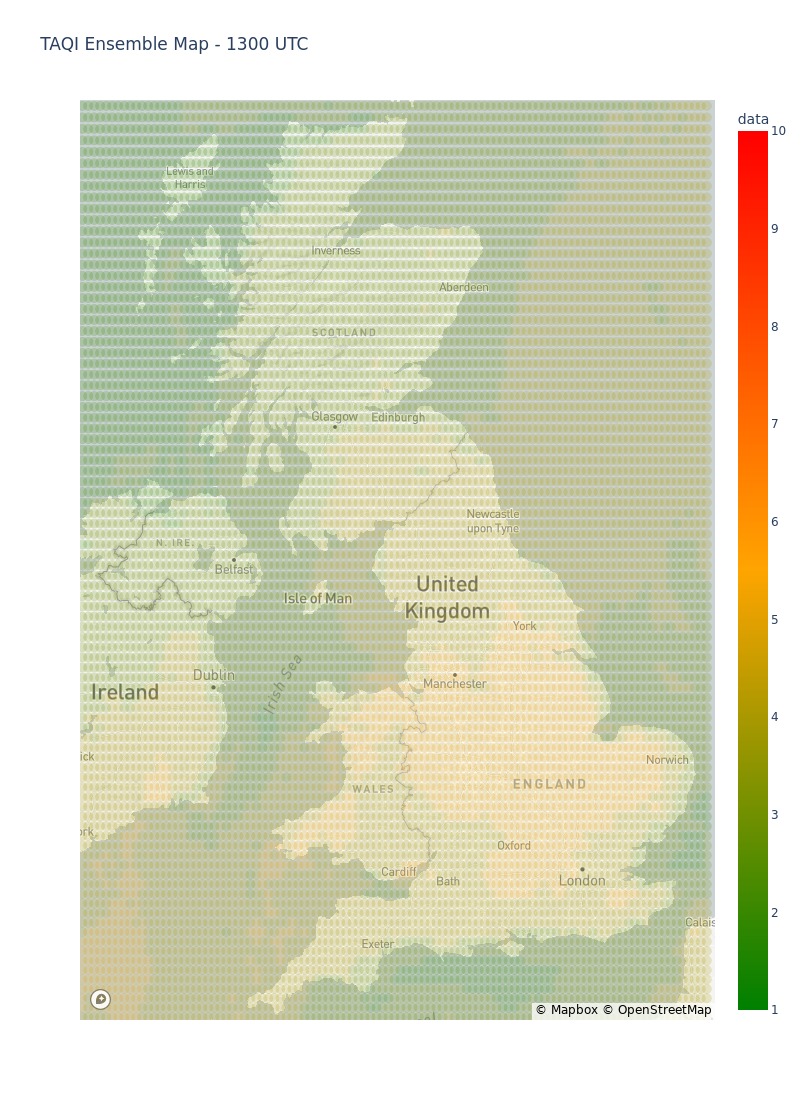 TAQI Ensemble Map - 1300 UTC
data
10
9
8
7
6
5
4
3
2
1
Lewis and
Harris
Inverness
Aberdeen
SCOTLAND
Glasgow
Edinburgh
Newcastle
upon Tyne
N. IRE.
Belfast
Isle of Man
United
Kingdom
York
Irish Sea
Dublin
Manchester
Ireland
ick
Norwich
WALES
ENGLAND
ork
Oxford
Cardiff
Bath
London
Calais
Exeter
© Mapbox © OpenStreetMap